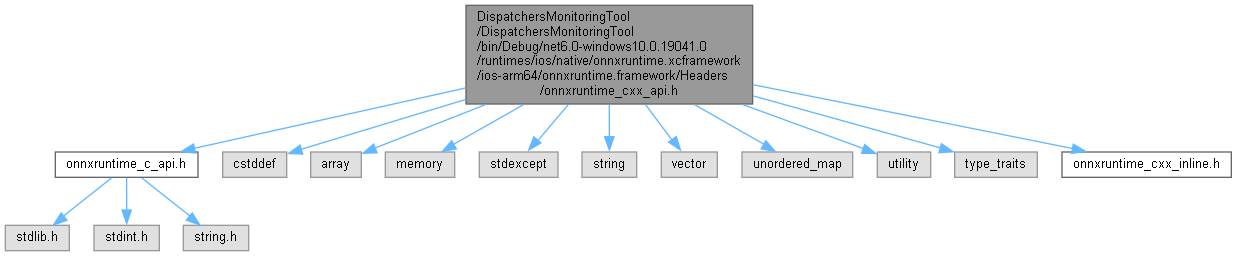 DispatchersMonitoringTool
/DispatchersMonitoringTool
/bin/Debug/net6.0-windows10.0.19041.0
/runtimes/ios/native/onnxruntime.xcframework
/ios-arm64/onnxruntime.framework/Headers
/onnxruntime_cxx_api.h
onnxruntime_c_api.h
cstddef
array
memory
stdexcept
string
vector
unordered_map
utility
type_traits
onnxruntime_cxx_inline.h
stdlib.h
stdint.h
string.h